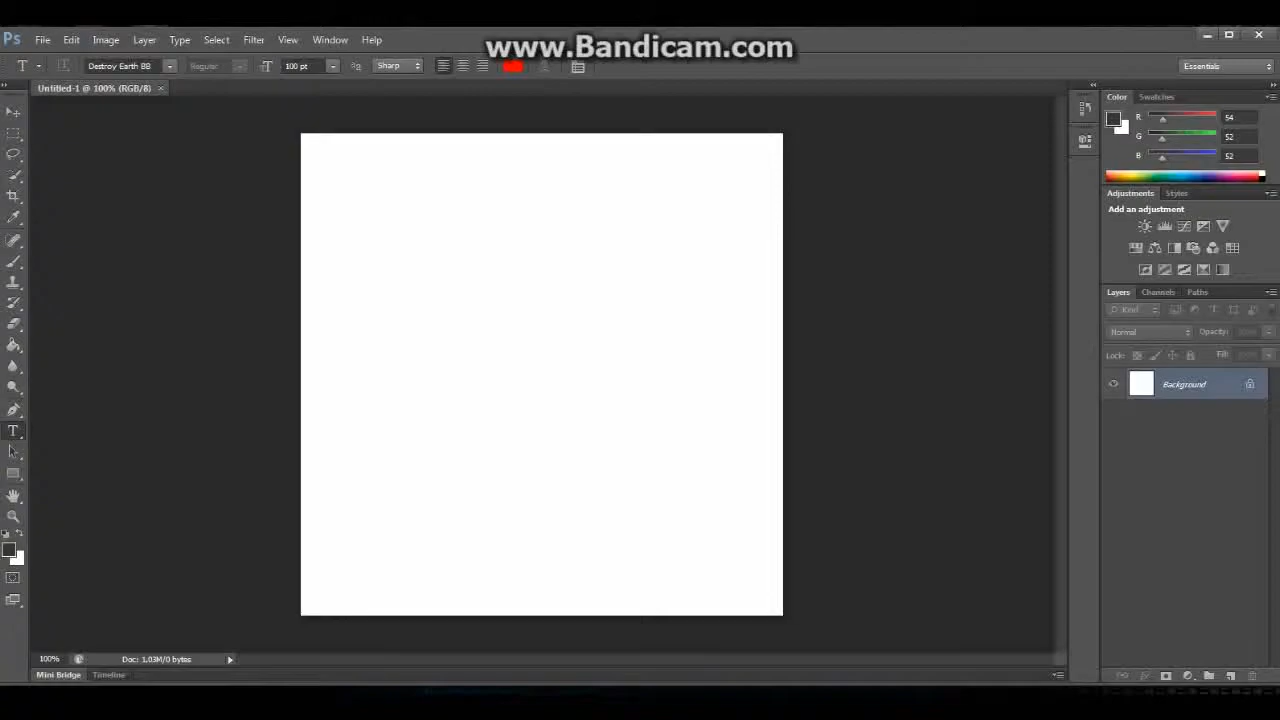 www.Bandicam.com
Ps File Edit Image Layer Type Select Filter View Window Help
T Destroy Earth BB Regular 100 pt Sharp Essentials
Untitled-1 @ 100% (RGB/8) ×
Color Swatches
R 54
G 52
B 52
Adjustments Styles
Add an adjustment
Layers Channels Paths
Kind
Normal Opacity: 100%
Lock: Fill: 100%
Background
100% Doc: 1.03M/0 bytes
Mini Bridge Timeline